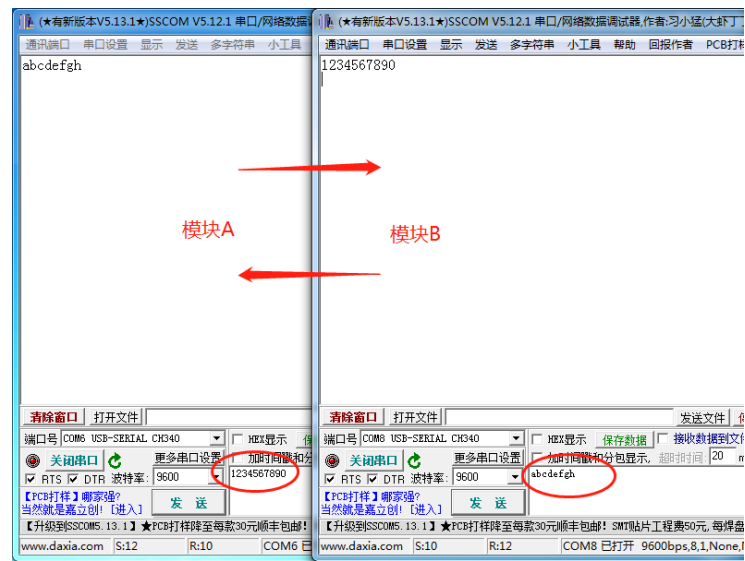 (★有新版本V5.13.1★)SSCOM V5.12.1 串口/网络数据
通讯端口 串口设置 显示 发送 多字符串 小工具
abcdefgh
模块A
清除窗口 打开文件
端口号 COM6 USB-SERIAL CH340 HEX显示
关闭串口 更多串口设置 加时间戳和分
RTS DTR 波特率: 9600 1234567890
【PCB打样】哪家强?
当然就是嘉立创! [进入] 发 送
【升级到SSCOM5.13.1】★PCB打样降至每款30元顺丰包邮!
www.daxia.com S:12 R:10 COM6
(★有新版本V5.13.1★)SSCOM V5.12.1 串口/网络数据调试器,作者:习小猛(大虾丁丁
通讯端口 串口设置 显示 发送 多字符串 小工具 帮助 回报作者 PCB打样
1234567890
模块B
清除窗口 打开文件 发送文件
端口号 COM8 USB-SERIAL CH340 HEX显示 保存数据 接收数据到文件
关闭串口 更多串口设置 加时间戳和分包显示, 超时时间: 20 m
RTS DTR 波特率: 9600 abcdefgh
【PCB打样】哪家强?
当然就是嘉立创! [进入] 发 送
【升级到SSCOM5.13.1】★PCB打样降至每款30元顺丰包邮! SMT贴片工程费50元, 每焊盘
www.daxia.com S:10 R:12 COM8 已打开 9600bps,8,1,None,